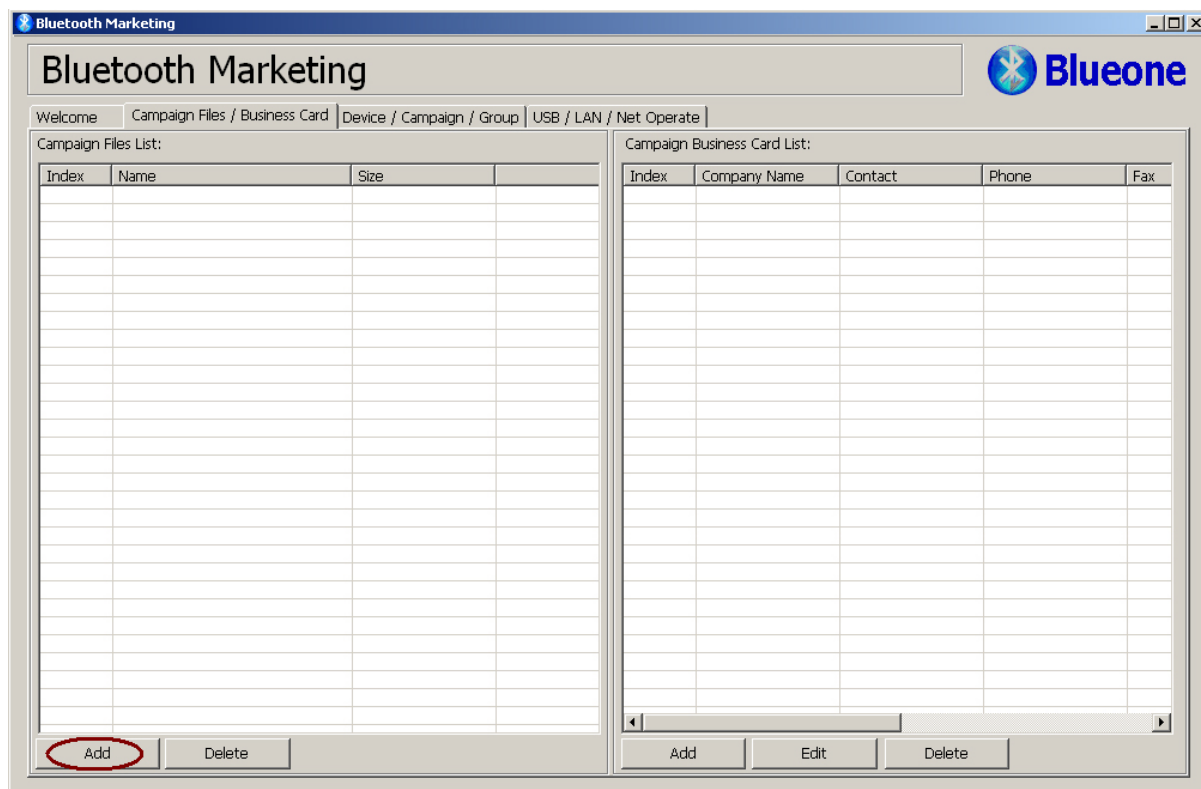 Bluetooth Marketing
Bluetooth Marketing
Blueone
Welcome Campaign Files / Business Card Device / Campaign / Group USB / LAN / Net Operate
Campaign Files List:
Index Name Size
Add Delete
Campaign Business Card List:
Index Company Name Contact Phone Fax
Add Edit Delete